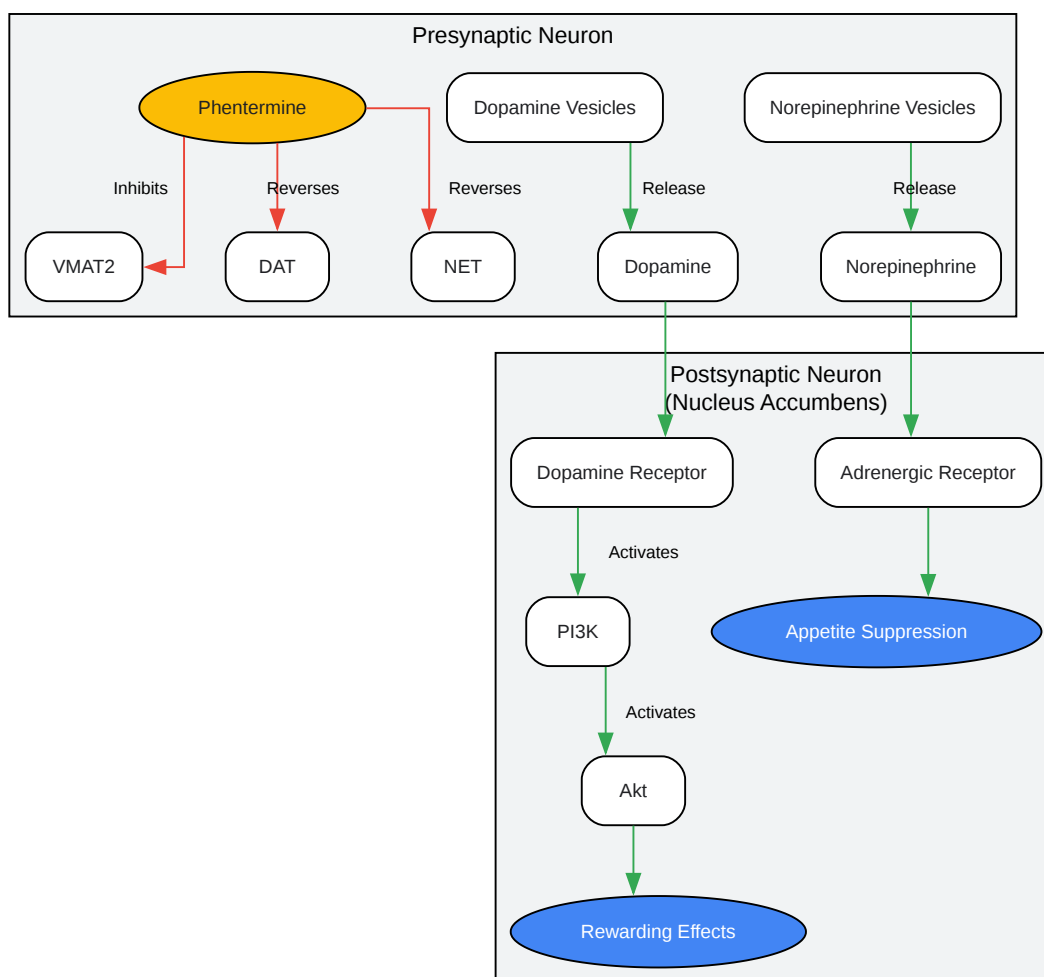 Presynaptic Neuron
Phentermine
Dopamine Vesicles
Norepinephrine Vesicles
Inhibits
Reverses
Reverses
Release
Release
VMAT2
DAT
NET
Dopamine
Norepinephrine
Postsynaptic Neuron
(Nucleus Accumbens)
Dopamine Receptor
Adrenergic Receptor
Activates
PI3K
Appetite Suppression
Activates
Akt
Rewarding Effects